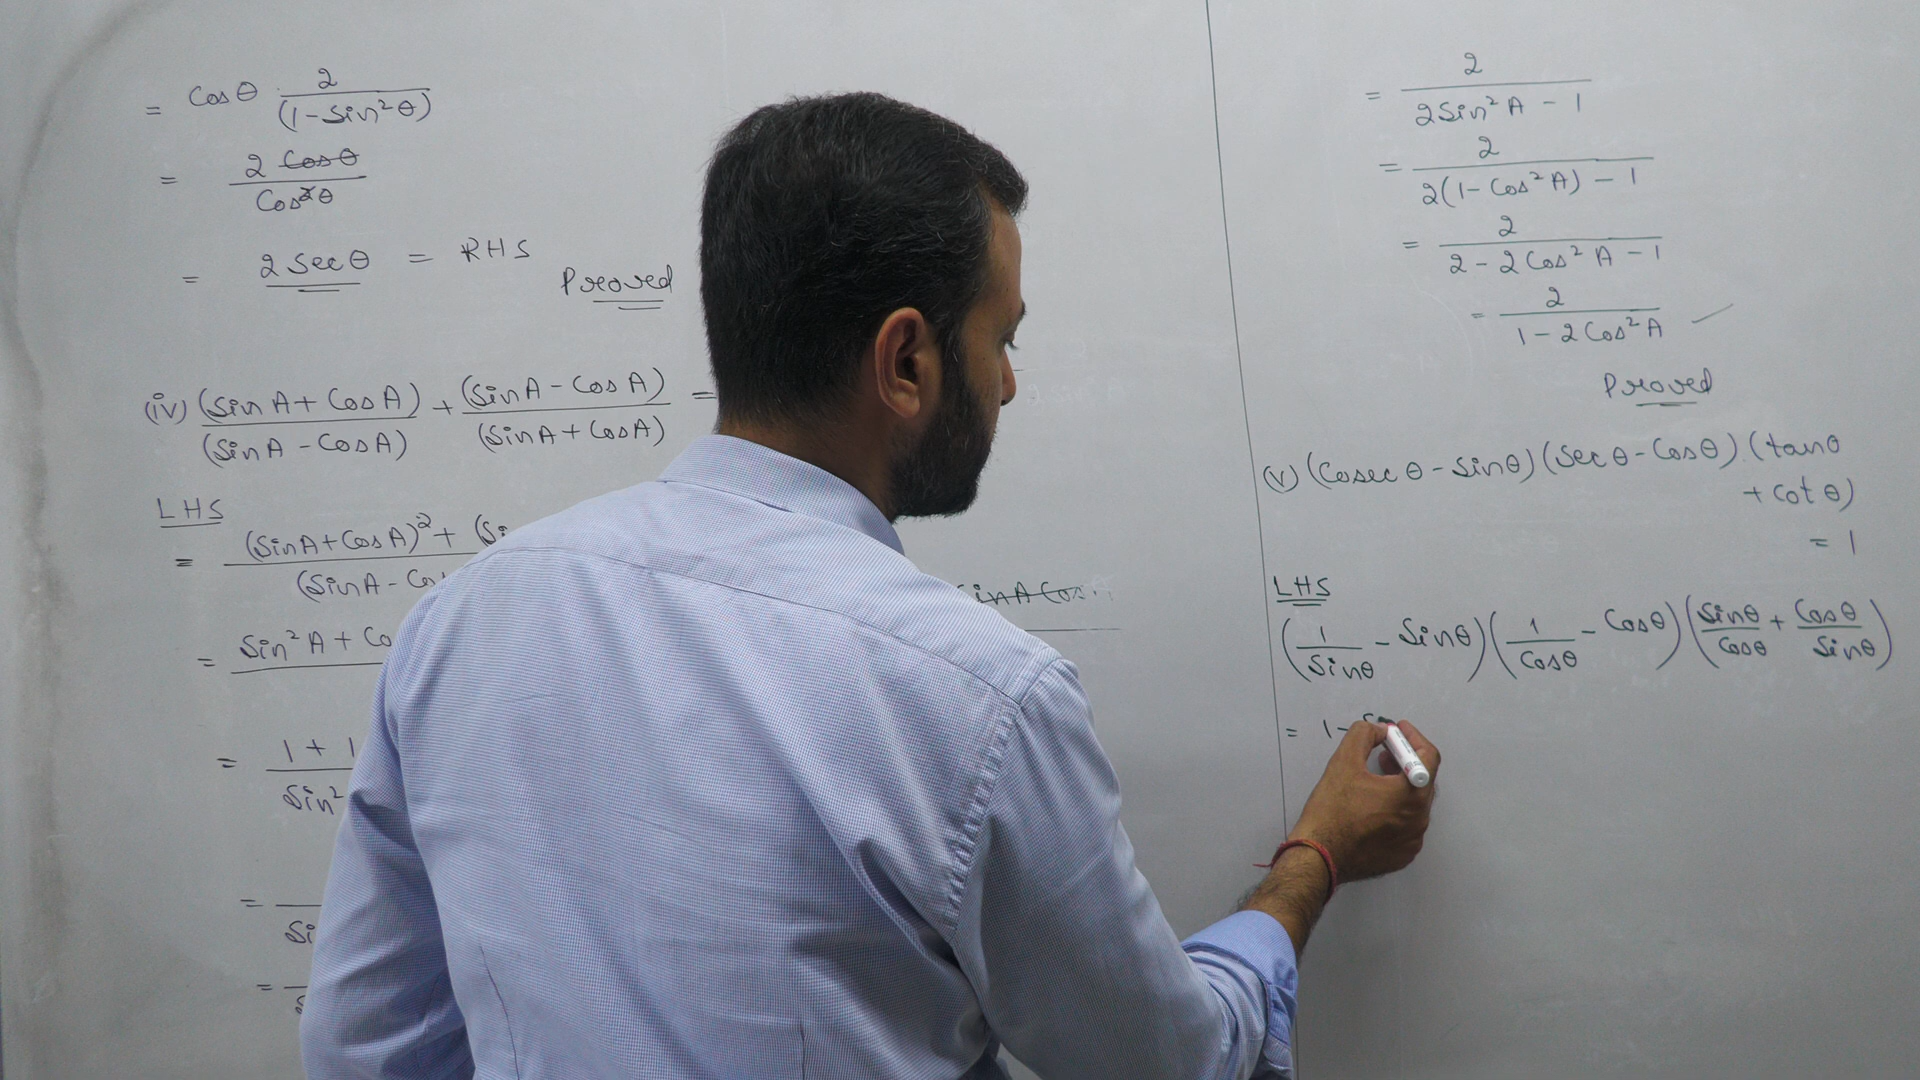 = Cosθ 2/(1-Sin²θ)
= 2 Cosθ/Cos²θ
= 2 Secθ = RHS
Proved
(iv) (SinA+CosA)/(SinA-CosA) + (SinA-CosA)/(SinA+CosA) =
LHS
= (SinA+CosA)² + (Si
(SinA-Cos
= Sin²A + Co
= 1 + 1
Sin²
=
Si
=
inA Cos
= 2/(2Sin²A - 1)
= 2/(2(1-Cos²A) - 1)
= 2/(2-2Cos²A-1)
= 2/(1-2Cos²A)
Proved
(v) (Cosecθ-Sinθ)(Secθ-Cosθ)(tanθ
+cotθ)
= 1
LHS
(1/Sinθ - Sinθ)(1/Cosθ - Cosθ)(Sinθ/Cosθ + Cosθ/Sinθ)
= 1-S